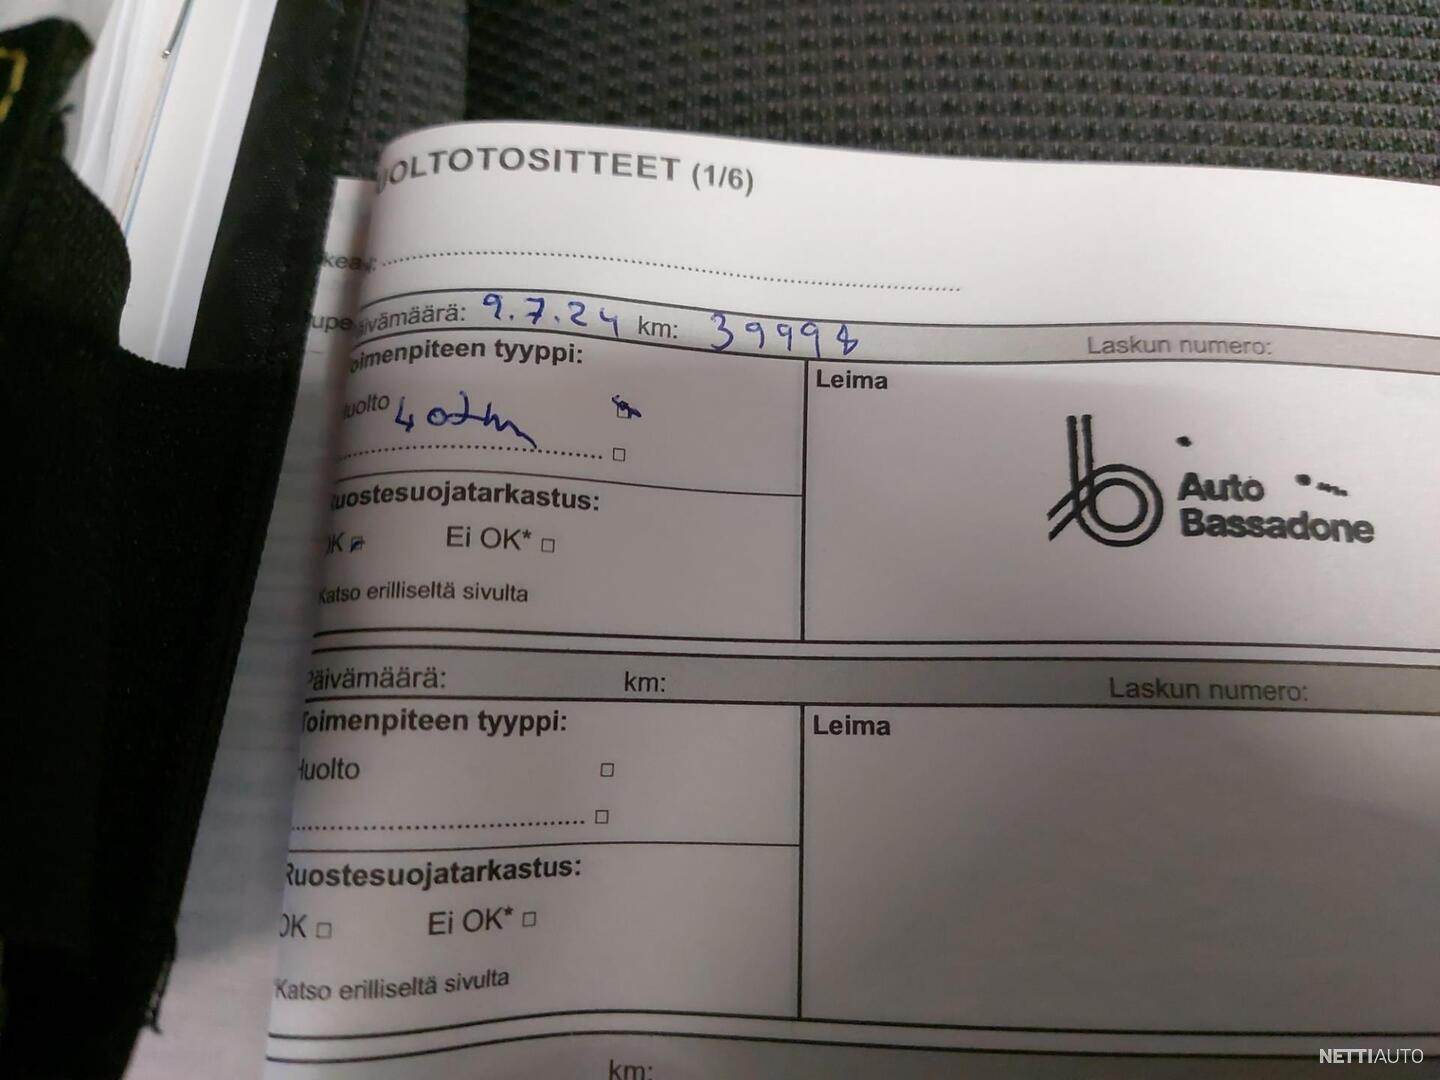 OLTOTOSITTEET (1/6)
kea
upe
ivämäärä: 9.7.24 km: 39998 Laskun numero:
oimenpiteen tyyppi:
Leima
uolto
Auto
Bassadone
uostesuojatarkastus:
OK Ei OK*
Katso erilliseltä sivulta
Päivämäärä: km: Laskun numero:
Toimenpiteen tyyppi:
Leima
Huolto
Ruostesuojatarkastus:
OK Ei OK*
Katso erilliseltä sivulta
km:
NETTIAUTO